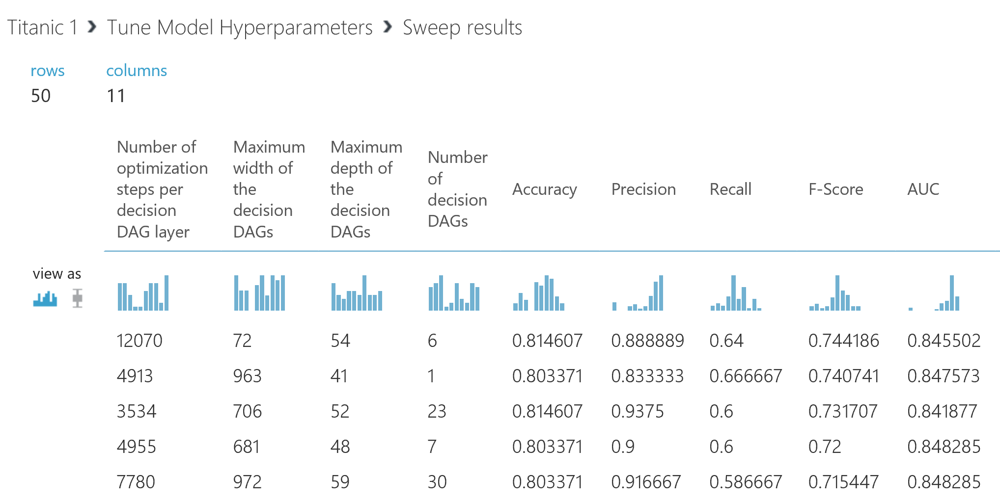 Titanic 1 › Tune Model Hyperparameters › Sweep results
rows columns
50 11
Number of optimization steps per decision DAG layer
Maximum width of the decision DAGs
Maximum depth of the decision DAGs
Number of decision DAGs
Accuracy
Precision
Recall
F-Score
AUC
view as
12070 72 54 6 0.814607 0.888889 0.64 0.744186 0.845502
4913 963 41 1 0.803371 0.833333 0.666667 0.740741 0.847573
3534 706 52 23 0.814607 0.9375 0.6 0.731707 0.841877
4955 681 48 7 0.803371 0.9 0.6 0.72 0.848285
7780 972 59 30 0.803371 0.916667 0.586667 0.715447 0.848285